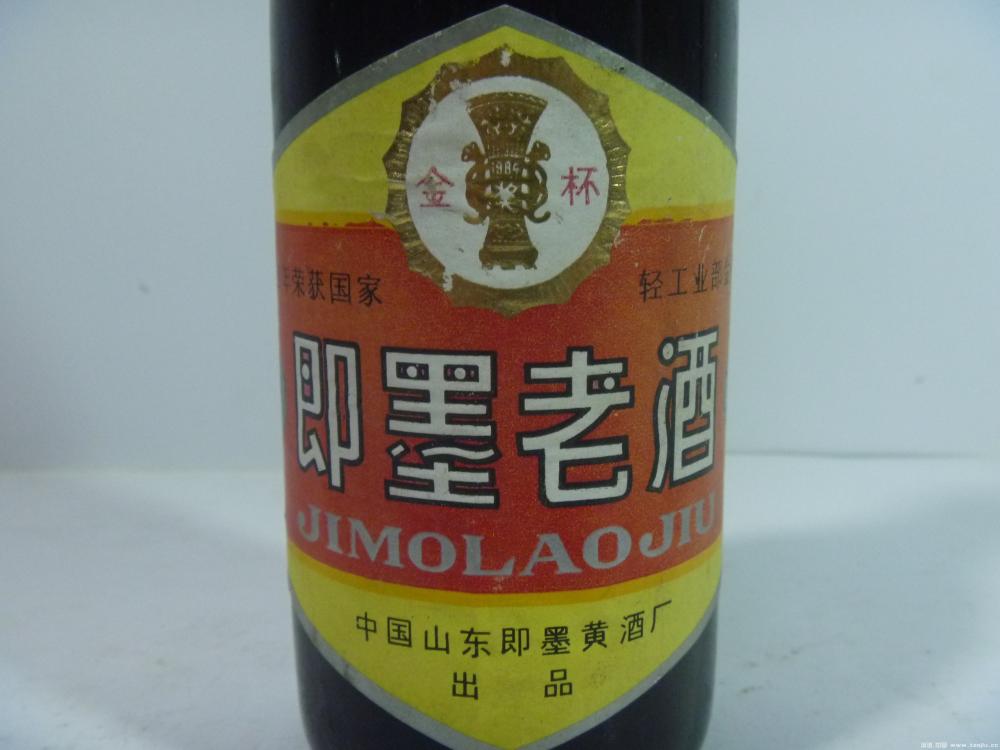 金 杯
1984
奖
年荣获国家 轻工业部
即墨老酒
JIMOLAOJIU
中国山东即墨黄酒厂
出 品